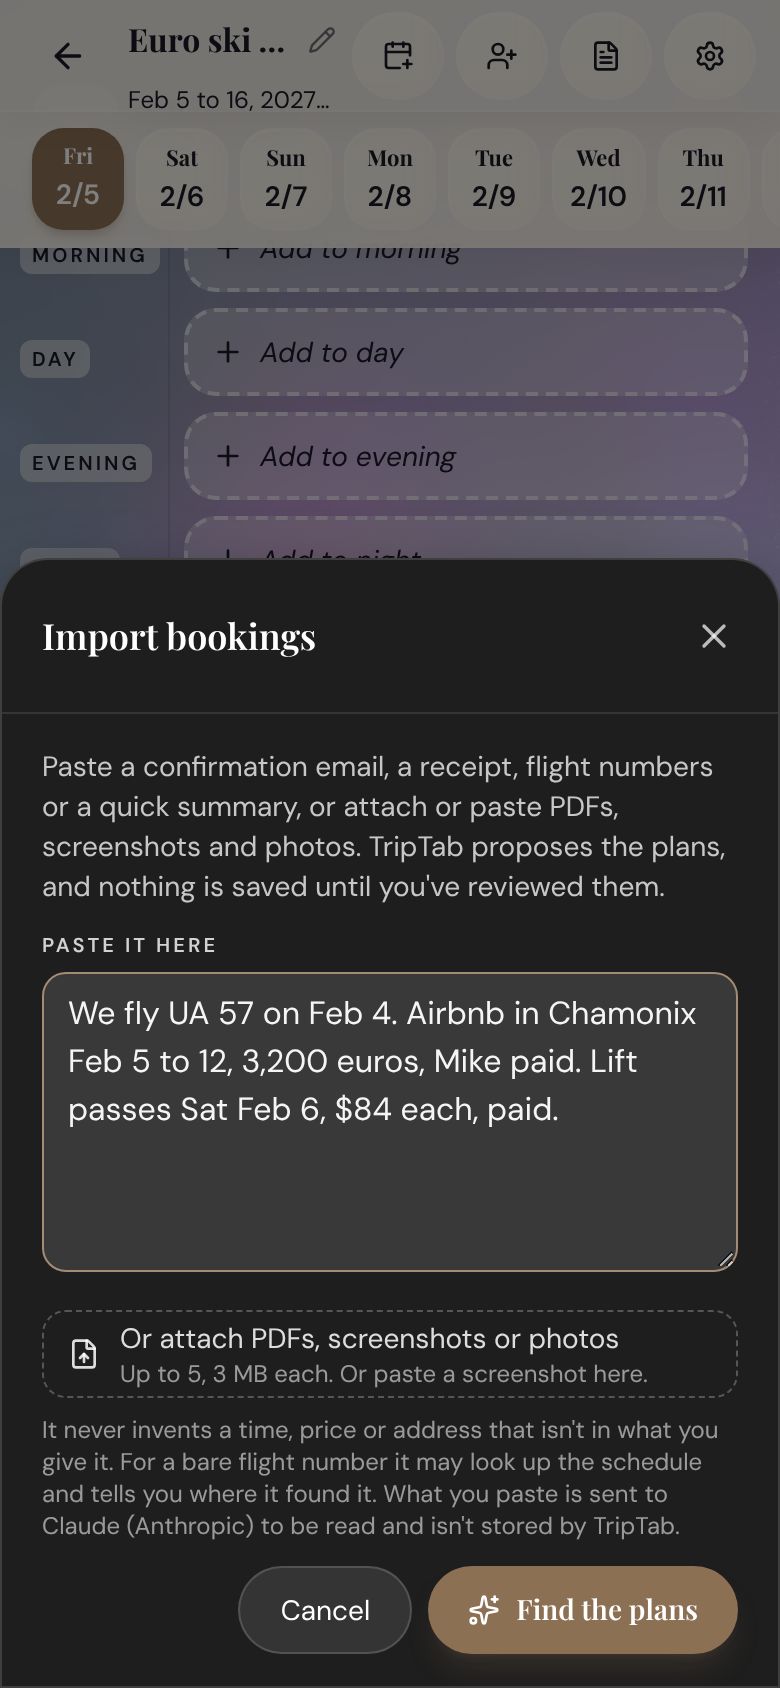 Euro ski ...
Feb 5 to 16, 2027...
Fri
2/5
Sat
2/6
Sun
2/7
Mon
2/8
Tue
2/9
Wed
2/10
Thu
2/11
MORNING
Add to morning
DAY
Add to day
EVENING
Add to evening
Add to night
Import bookings
Paste a confirmation email, a receipt, flight numbers
or a quick summary, or attach or paste PDFs,
screenshots and photos. TripTab proposes the plans,
and nothing is saved until you've reviewed them.
PASTE IT HERE
We fly UA 57 on Feb 4. Airbnb in Chamonix
Feb 5 to 12, 3,200 euros, Mike paid. Lift
passes Sat Feb 6, $84 each, paid.
Or attach PDFs, screenshots or photos
Up to 5, 3 MB each. Or paste a screenshot here.
It never invents a time, price or address that isn't in what you
give it. For a bare flight number it may look up the schedule
and tells you where it found it. What you paste is sent to
Claude (Anthropic) to be read and isn't stored by TripTab.
Cancel
Find the plans